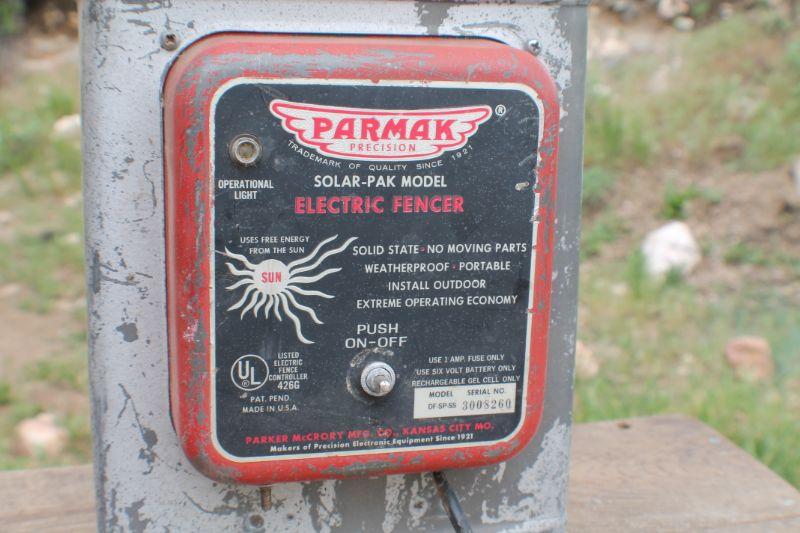 PARMAK
®
PRECISION
TRADEMARK OF QUALITY SINCE 1921
OPERATIONAL
LIGHT
SOLAR-PAK MODEL
ELECTRIC FENCER
USES FREE ENERGY
FROM THE SUN
SUN
SOLID STATE • NO MOVING PARTS
WEATHERPROOF • PORTABLE
INSTALL OUTDOOR
EXTREME OPERATING ECONOMY
PUSH
ON-OFF
UL
LISTED
ELECTRIC
FENCE
CONTROLLER
426G
PAT. PEND.
MADE IN U.S.A.
USE 1 AMP. FUSE ONLY
USE SIX VOLT BATTERY ONLY
RECHARGEABLE GEL CELL ONLY
MODEL SERIAL NO.
DF-SP-SS 3008260
PARKER McCRORY MFG. CO., KANSAS CITY MO.
Makers of Precision Electronic Equipment Since 1921